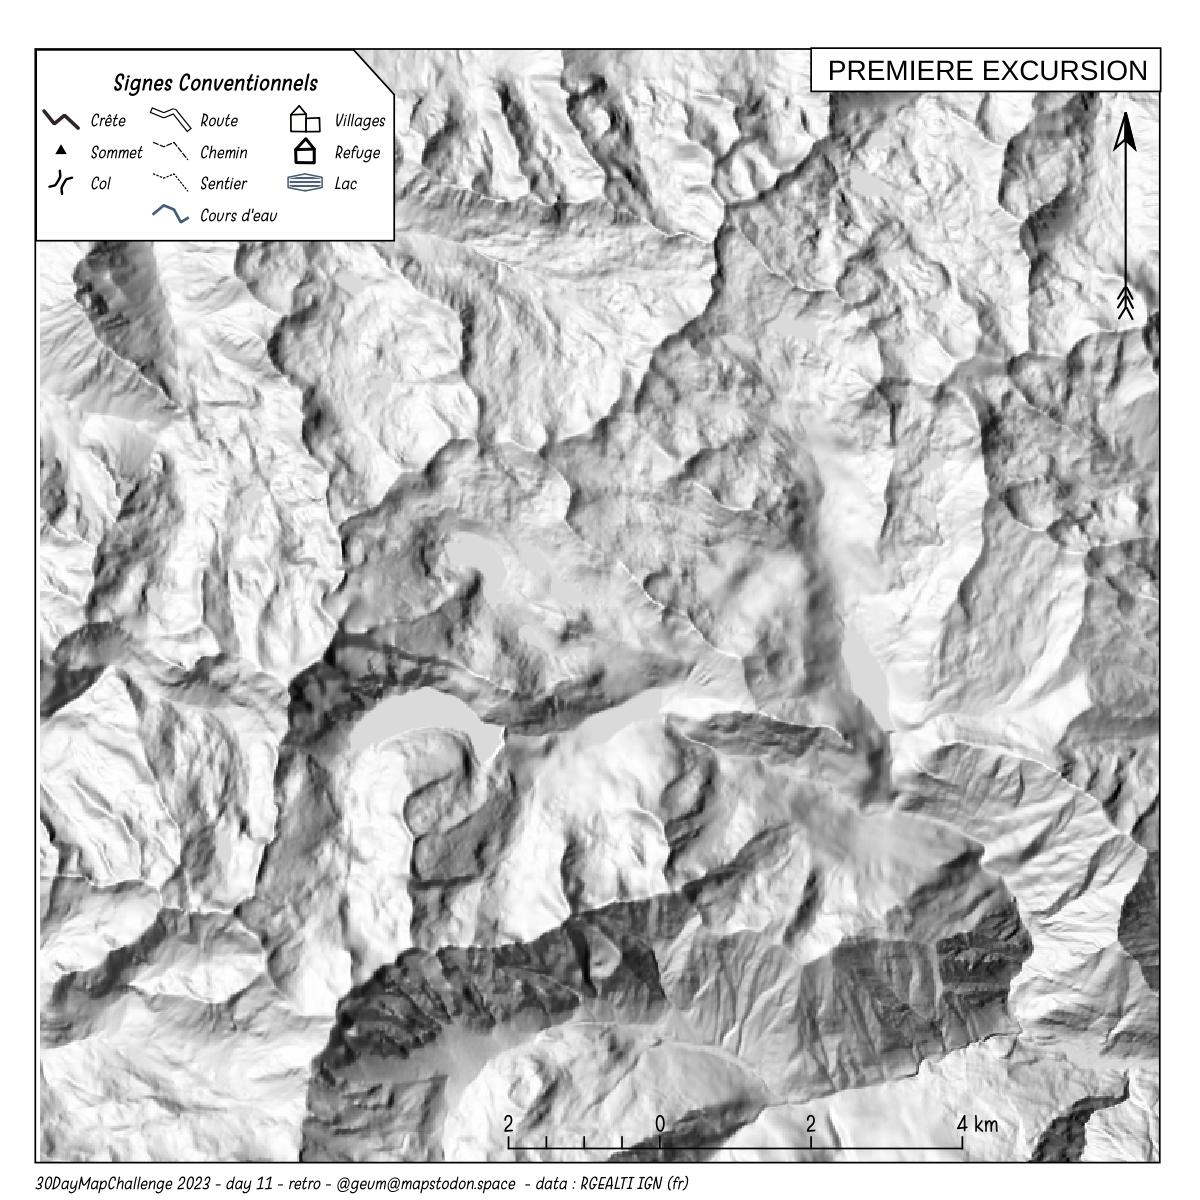 PREMIERE EXCURSION
Signes Conventionnels
Crête
Route
Villages
Sommet
Chemin
Refuge
Col
Sentier
Lac
Cours d'eau
2 0 2 4 km
30DayMapChallenge 2023 - day 11 - retro - @geum@mapstodon.space - data : RGEALTI IGN (fr)